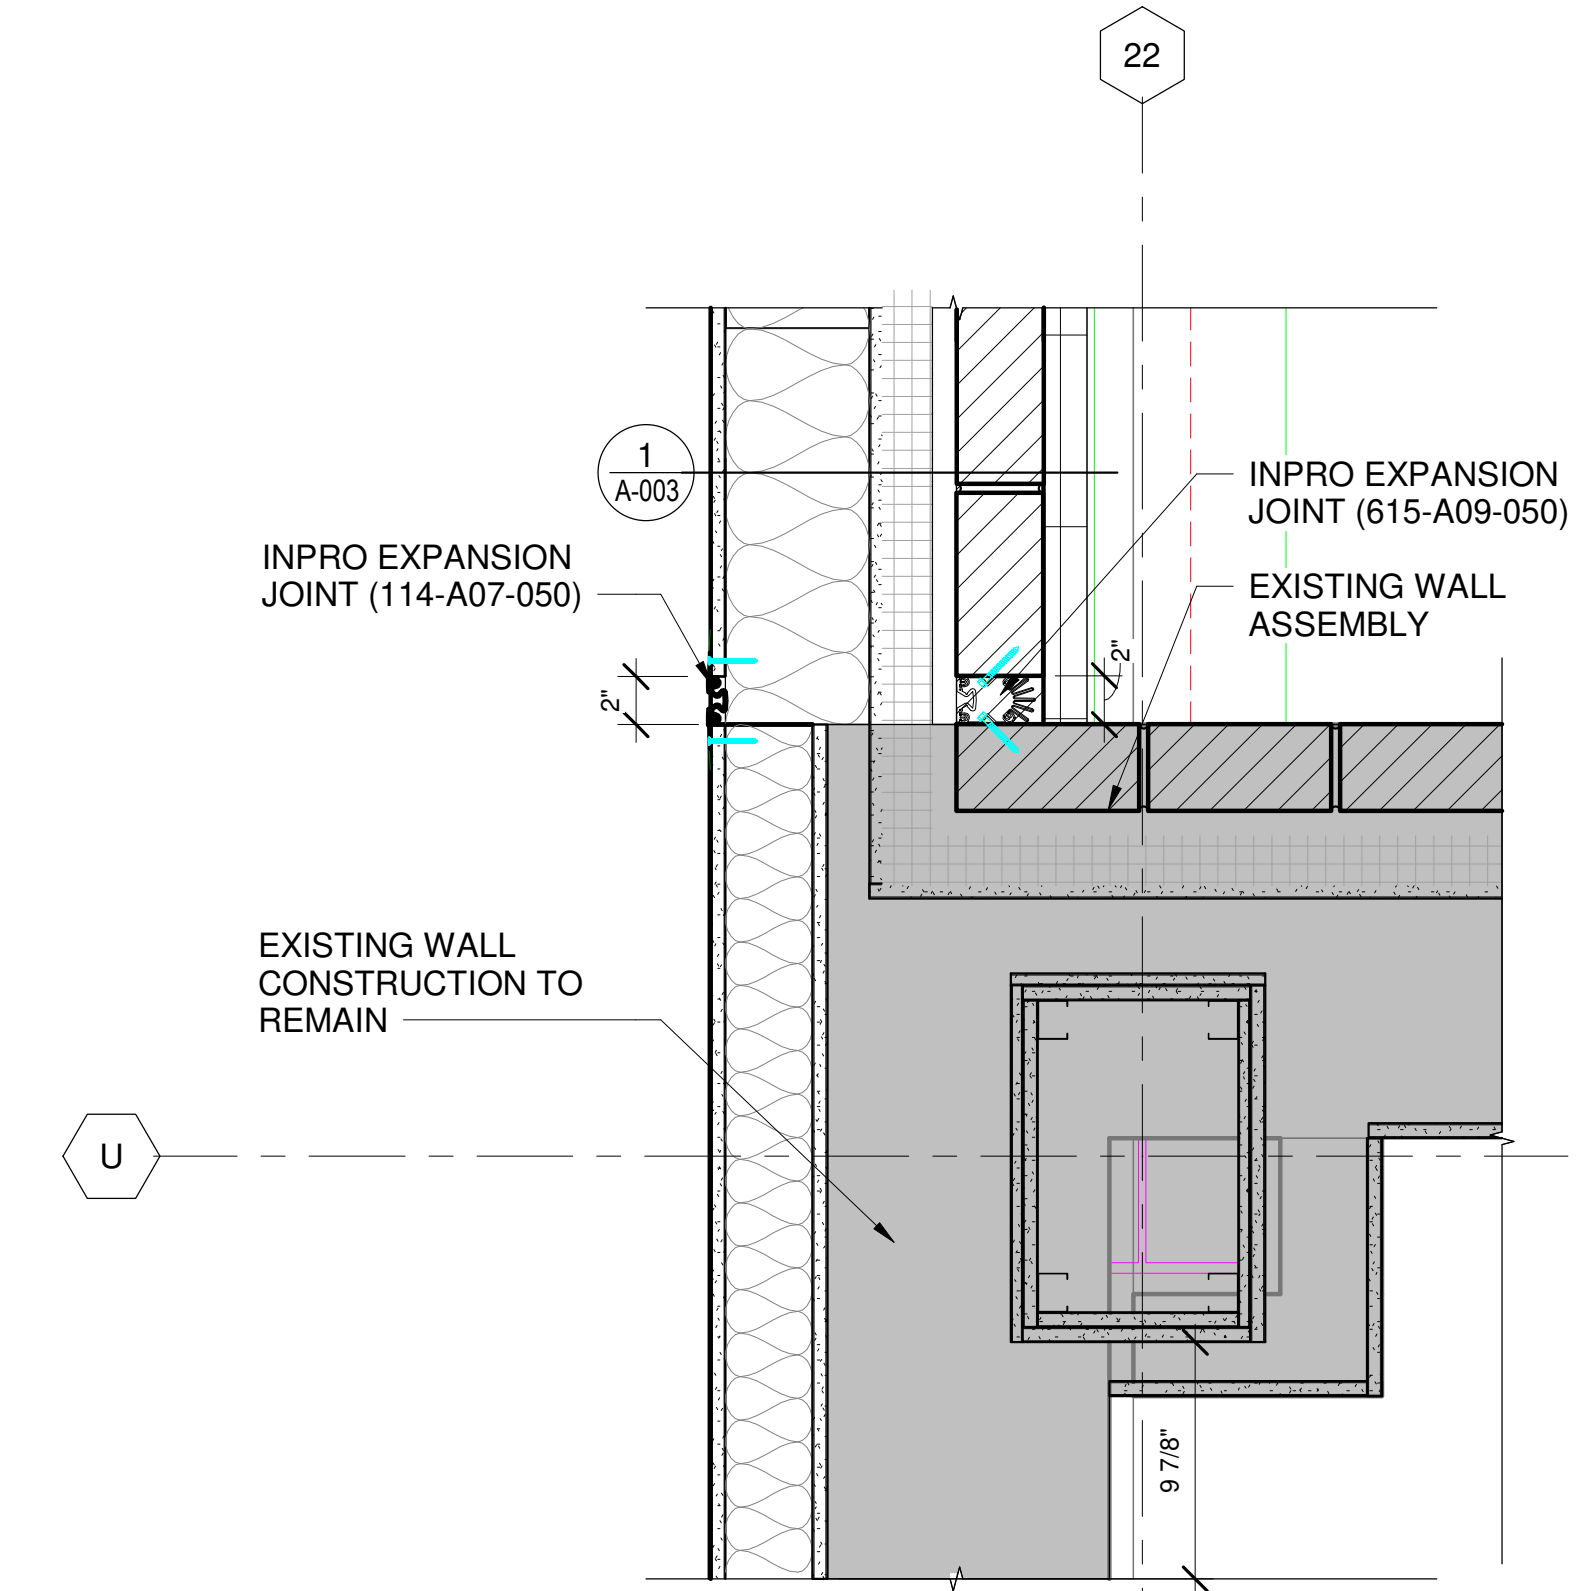 22
1
A-003
INPRO EXPANSION
JOINT (615-A09-050)
INPRO EXPANSION
JOINT (114-A07-050)
EXISTING WALL
ASSEMBLY
2"
2"
EXISTING WALL
CONSTRUCTION TO
REMAIN
U
9 7/8"